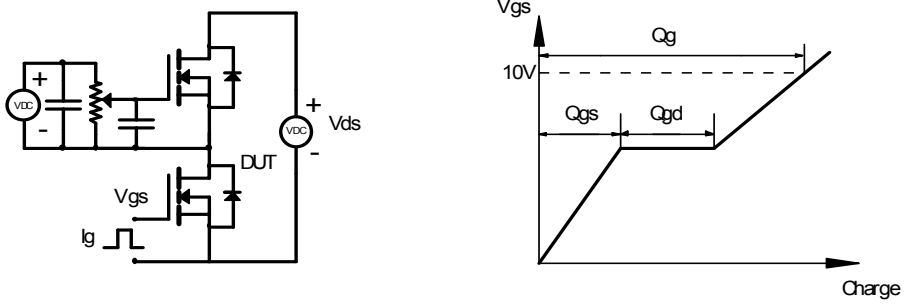 +
VDC
-
+
VDC
-
Vds
DUT
Vgs
Ig
Vgs
Qg
10V
Qgs
Qgd
Charge